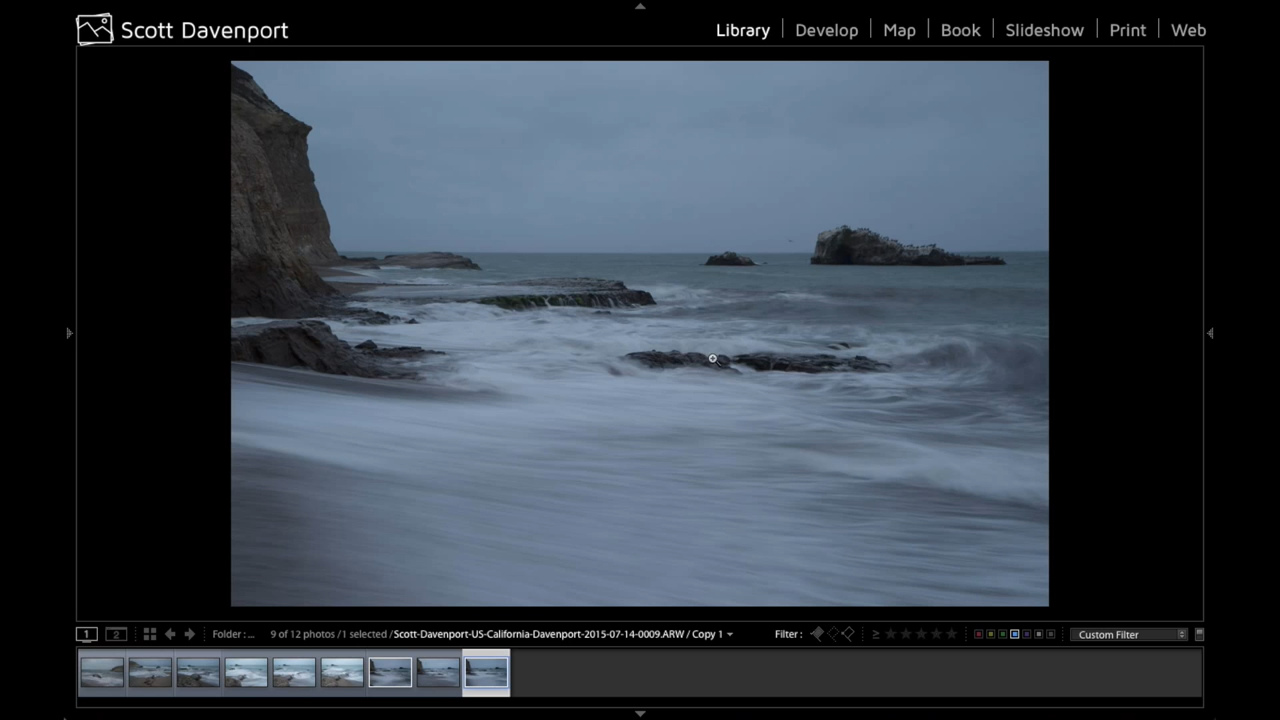 Scott Davenport
Library Develop Map Book Slideshow Print Web
1 2 Folder : ... 9 of 12 photos /1 selected /Scott-Davenport-US-California-Davenport-2015-07-14-0009.ARW / Copy 1 Filter : ≥ Custom Filter